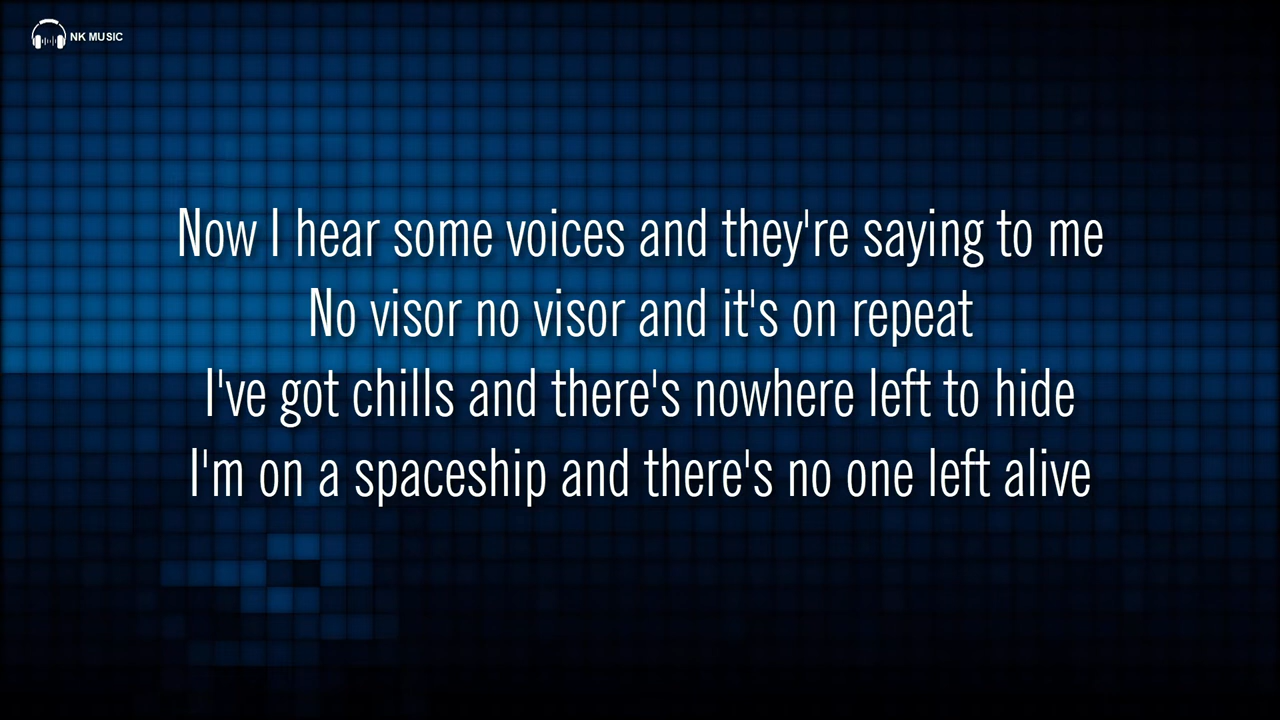 NK MUSIC
Now I hear some voices and they're saying to me
No visor no visor and it's on repeat
I've got chills and there's nowhere left to hide
I'm on a spaceship and there's no one left alive